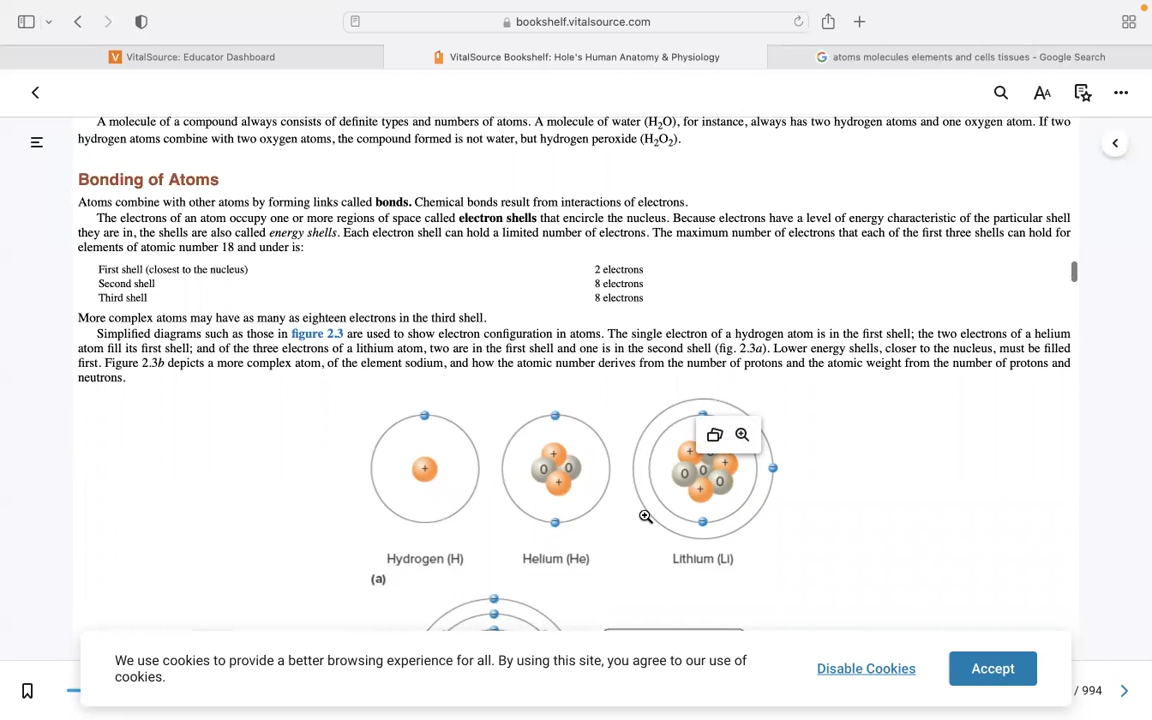 bookshelf.vitalsource.com
VitalSource: Educator Dashboard
VitalSource Bookshelf: Hole's Human Anatomy & Physiology
atoms molecules elements and cells tissues - Google Search
A molecule of a compound always consists of definite types and numbers of atoms. A molecule of water (H₂O), for instance, always has two hydrogen atoms and one oxygen atom. If two
hydrogen atoms combine with two oxygen atoms, the compound formed is not water, but hydrogen peroxide (H₂O₂).
Bonding of Atoms
Atoms combine with other atoms by forming links called bonds. Chemical bonds result from interactions of electrons.
The electrons of an atom occupy one or more regions of space called electron shells that encircle the nucleus. Because electrons have a level of energy characteristic of the particular shell
they are in, the shells are also called energy shells. Each electron shell can hold a limited number of electrons. The maximum number of electrons that each of the first three shells can hold for
elements of atomic number 18 and under is:
First shell (closest to the nucleus) 2 electrons
Second shell 8 electrons
Third shell 8 electrons
More complex atoms may have as many as eighteen electrons in the third shell.
Simplified diagrams such as those in figure 2.3 are used to show electron configuration in atoms. The single electron of a hydrogen atom is in the first shell; the two electrons of a helium
atom fill its first shell; and of the three electrons of a lithium atom, two are in the first shell and one is in the second shell (fig. 2.3a). Lower energy shells, closer to the nucleus, must be filled
first. Figure 2.3b depicts a more complex atom, of the element sodium, and how the atomic number derives from the number of protons and the atomic weight from the number of protons and
neutrons.
+ + 0 0 + + 0 + 0 0 0 +
Hydrogen (H) Helium (He) Lithium (Li)
(a)
We use cookies to provide a better browsing experience for all. By using this site, you agree to our use of
cookies.
Disable Cookies
Accept
/ 994